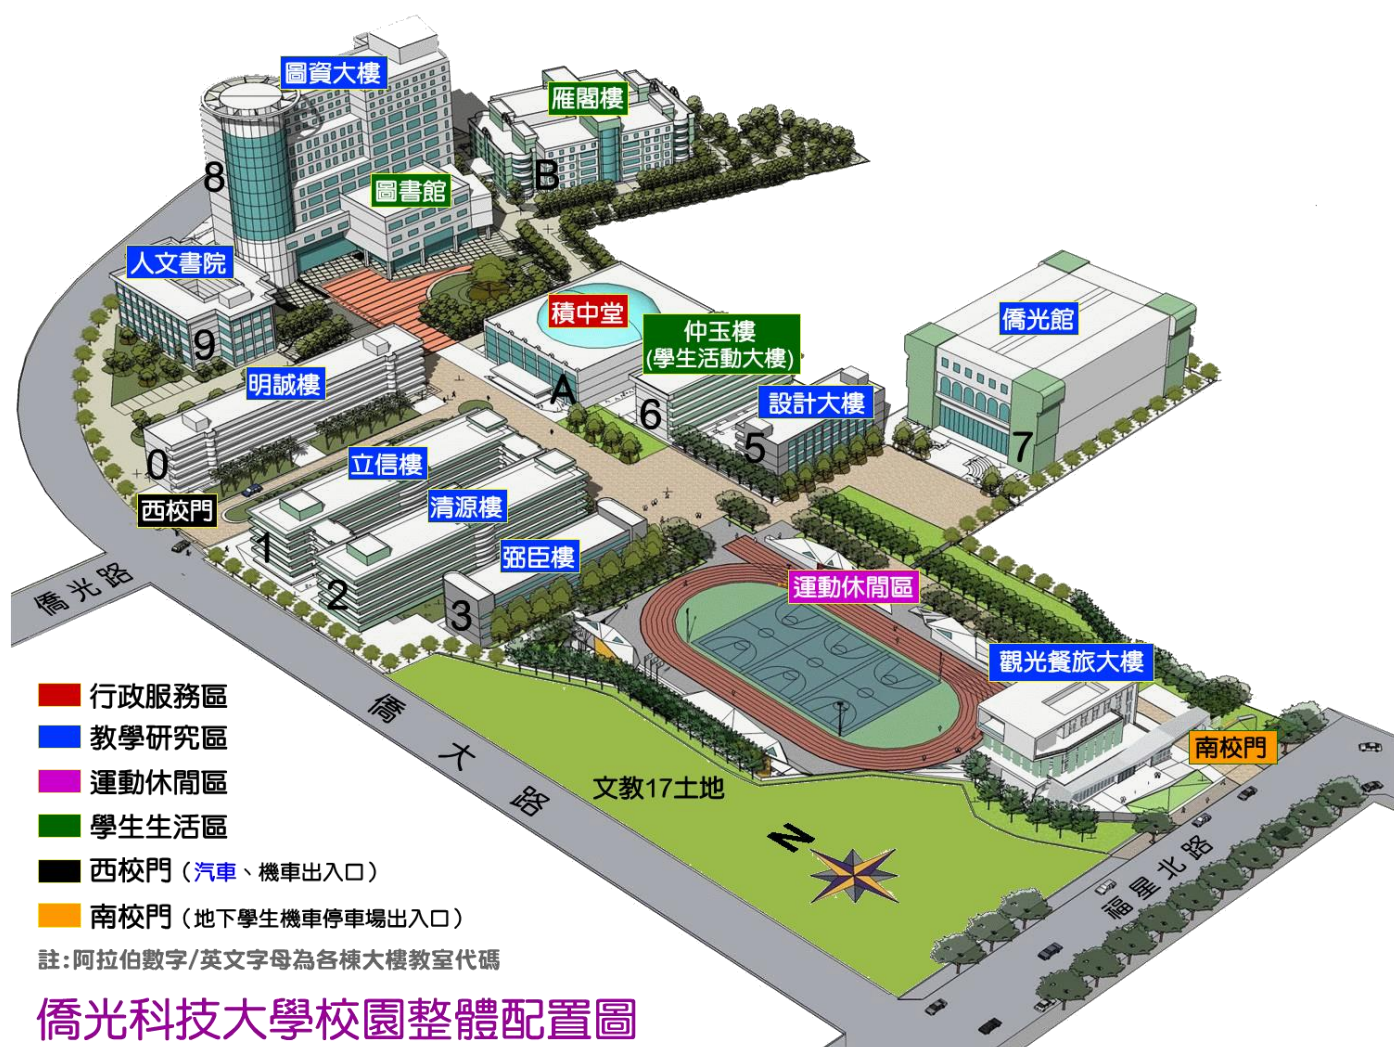 圖資大樓
雁閣樓
8
B
圖書館
人文書院
9
積中堂
僑光館
仲玉樓
(學生活動大樓)
明誠樓
A
6
設計大樓
5
7
0
立信樓
西校門
清源樓
1
弼臣樓
2
3
運動休閒區
僑光路
觀光餐旅大樓
南校門
僑大路
文教17土地
N
福星北路
行政服務區
教學研究區
運動休閒區
學生生活區
西校門（汽車、機車出入口）
南校門（地下學生機車停車場出入口）
註:阿拉伯數字/英文字母為各棟大樓教室代碼
僑光科技大學校園整體配置圖